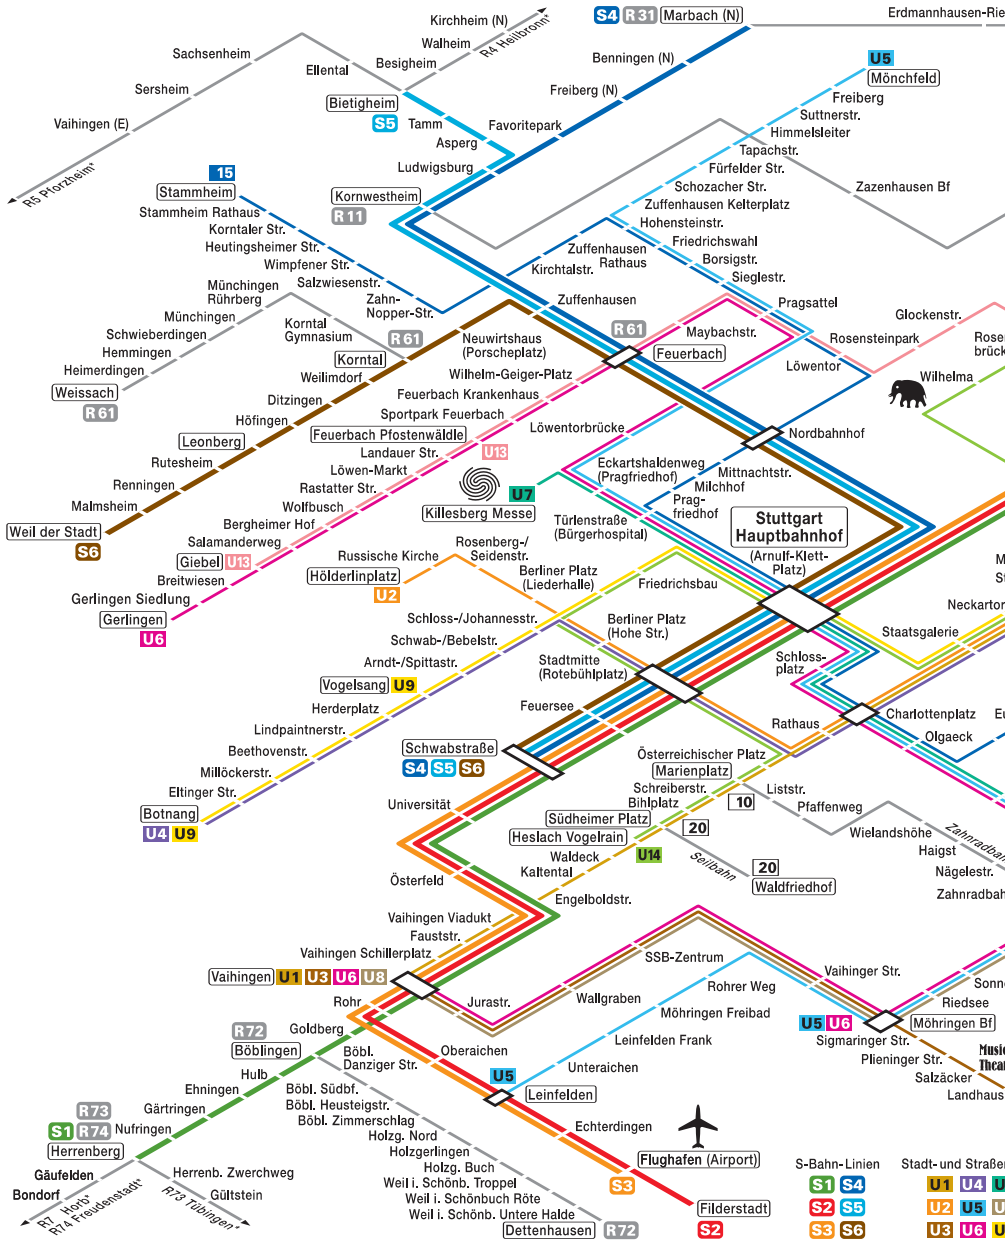 Kirchheim (N)
Walheim
Besigheim
R4 Heilbronn*
Sachsenheim
Ellental
Sersheim
Bietigheim
S5
Vaihingen (E)
Tamm
Asperg
Ludwigsburg
R5 Pforzheim*
S4 R31 Marbach (N)
Erdmannhausen-Rie
Benningen (N)
Freiberg (N)
Favoritepark
U5
Mönchfeld
Freiberg
Suttnerstr.
Himmelsleiter
Tapachstr.
Fürfelder Str.
Schozacher Str.
Zuffenhausen Kelterplatz
Hohensteinstr.
Friedrichswahl
Borsigstr.
Sieglestr.
Pragsattel
Zazenhausen Bf
15
Stammheim
Stammheim Rathaus
Korntaler Str.
Heutingsheimer Str.
Wimpfener Str.
Salzwiesenstr.
Zahn-
Nopper-Str.
Kornwestheim
R11
Zuffenhausen
Rathaus
Kirchtalstr.
Zuffenhausen
Münchingen
Rührberg
Münchingen
Schwieberdingen
Hemmingen
Heimerdingen
Weissach
R61
Korntal
Gymnasium
R61
Korntal
Weilimdorf
Ditzingen
Höfingen
Leonberg
Rutesheim
Renningen
Malmsheim
Weil der Stadt
S6
Neuwirtshaus
(Porscheplatz)
R61
Feuerbach
Maybachstr.
Glockenstr.
Rosensteinpark
Rosen
brück
Wilhelma
Löwentor
Nordbahnhof
Mittnachtstr.
Milchhof
Prag-
friedhof
Wilhelm-Geiger-Platz
Feuerbach Krankenhaus
Sportpark Feuerbach
Feuerbach Pfostenwäldle
U13
Landauer Str.
Löwen-Markt
Rastatter Str.
Wolfbusch
Bergheimer Hof
Salamanderweg
Giebel U13
Breitwiesen
Gerlingen Siedlung
Gerlingen
U6
Löwentorbrücke
Eckartshaldenweg
(Pragfriedhof)
U7
Killesberg Messe
Türlenstraße
(Bürgerhospital)
Stuttgart
Hauptbahnhof
(Arnulf-Klett-
Platz)
Rosenberg-/
Seidenstr.
Russische Kirche
Hölderlinplatz
U2
Berliner Platz
(Liederhalle)
Friedrichsbau
Neckartor
Staatsgalerie
Schloss-/Johannesstr.
Schwab-/Bebelstr.
Arndt-/Spittastr.
Vogelsang U9
Herderplatz
Lindpaintnerstr.
Beethovenstr.
Millöckerstr.
Eltinger Str.
Botnang
U4 U9
Berliner Platz
(Hohe Str.)
Stadtmitte
(Rotebühlplatz)
Feuersee
Schwabstraße
S4 S5 S6
Schloss-
platz
Rathaus
Charlottenplatz
Olgaeck
Österreichischer Platz
Marienplatz
10
Liststr.
Pfaffenweg
Wielandshöhe
Haigst
Nägelestr.
Zahnradbah
Zahnradbah
Schreiberstr.
Bihlplatz
Südheimer Platz
20
Heslach Vogelrain
U14
Seilbahn
20
Waldfriedhof
Waldeck
Kaltental
Engelboldstr.
Universität
Österfeld
Vaihingen Viadukt
Fauststr.
Vaihingen Schillerplatz
Vaihingen U1 U3 U6 U8
Rohr
Jurastr.
Wallgraben
SSB-Zentrum
Rohrer Weg
Möhringen Freibad
Leinfelden Frank
Unteraichen
Vaihinger Str.
Sonne
Riedsee
U5 U6
Möhringen Bf
Sigmaringer Str.
Plieninger Str.
Salzäcker
Landhaus
Music
Theat
R72
Böblingen
Goldberg
Hulb
Ehningen
Gärtringen
Nufringen
R73
S1 R74
Herrenberg
Gäufelden
Bondorf
R7 Horb*
R74 Freudenstadt*
Herrenb. Zwerchweg
Gültstein
R73 Tübingen*
Böbl.
Danziger Str.
Böbl. Südbf.
Böbl. Heusteigstr.
Böbl. Zimmerschlag
Holzg. Nord
Holzgerlingen
Holzg. Buch
Weil i. Schönb. Troppel
Weil i. Schönbuch Röte
Weil i. Schönb. Untere Halde
Dettenhausen R72
Oberaichen
U5
Leinfelden
Echterdingen
Flughafen (Airport)
S3
Filderstadt
S2
S-Bahn-Linien
S1 S4
S2 S5
S3 S6
Stadt- und Straßen
U1 U4
U2 U5
U3 U6